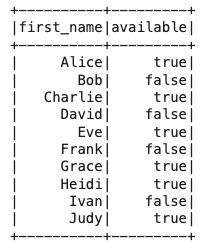 +----------+---------+
|first_name|available|
+----------+---------+
|     Alice|     true|
|       Bob|    false|
|   Charlie|     true|
|     David|    false|
|       Eve|     true|
|     Frank|    false|
|     Grace|     true|
|     Heidi|     true|
|      Ivan|    false|
|      Judy|     true|
+----------+---------+